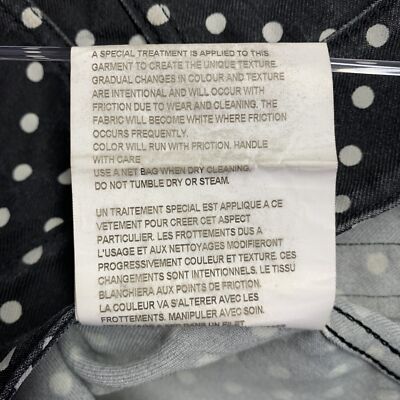 A SPECIAL TREATMENT IS APPLIED TO THIS
GARMENT TO CREATE THE UNIQUE TEXTURE.
GRADUAL CHANGES IN COLOUR AND TEXTURE
ARE INTENTIONAL AND WILL OCCUR WITH
FRICTION DUE TO WEAR AND CLEANING. THE
FABRIC WILL BECOME WHITE WHERE FRICTION
OCCURS FREQUENTLY.
COLOR WILL RUN WITH FRICTION. HANDLE
WITH CARE
USE A NET BAG WHEN DRY CLEANING.
DO NOT TUMBLE DRY OR STEAM.
UN TRAITEMENT SPECIAL EST APPLIQUE A CE
VETEMENT POUR CREER CET ASPECT
PARTICULIER. LES FROTTEMENTS DUS A
L'USAGE ET AUX NETTOYAGES MODIFIERONT
PROGRESSIVEMENT COULEUR ET TEXTURE. CES
CHANGEMENTS SONT INTENTIONNELS. LE TISSU
BLANCHIERA AUX POINTS DE FRICTION.
LA COULEUR VA S'ALTERER AVEC LES
FROTTEMENTS. MANIPULER AVEC SOIN.
DANS UN FILET